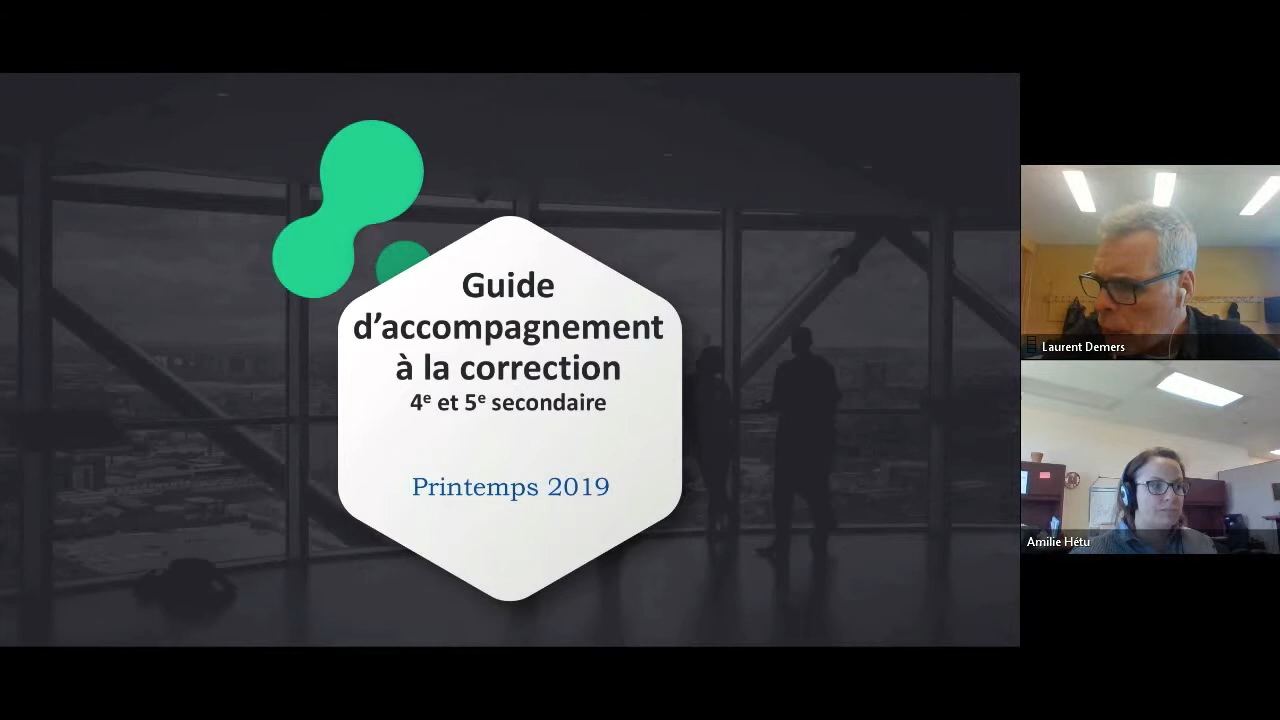 Guide
d’accompagnement
à la correction
4e et 5e secondaire
Printemps 2019
Laurent Demers
Amilie Hétu